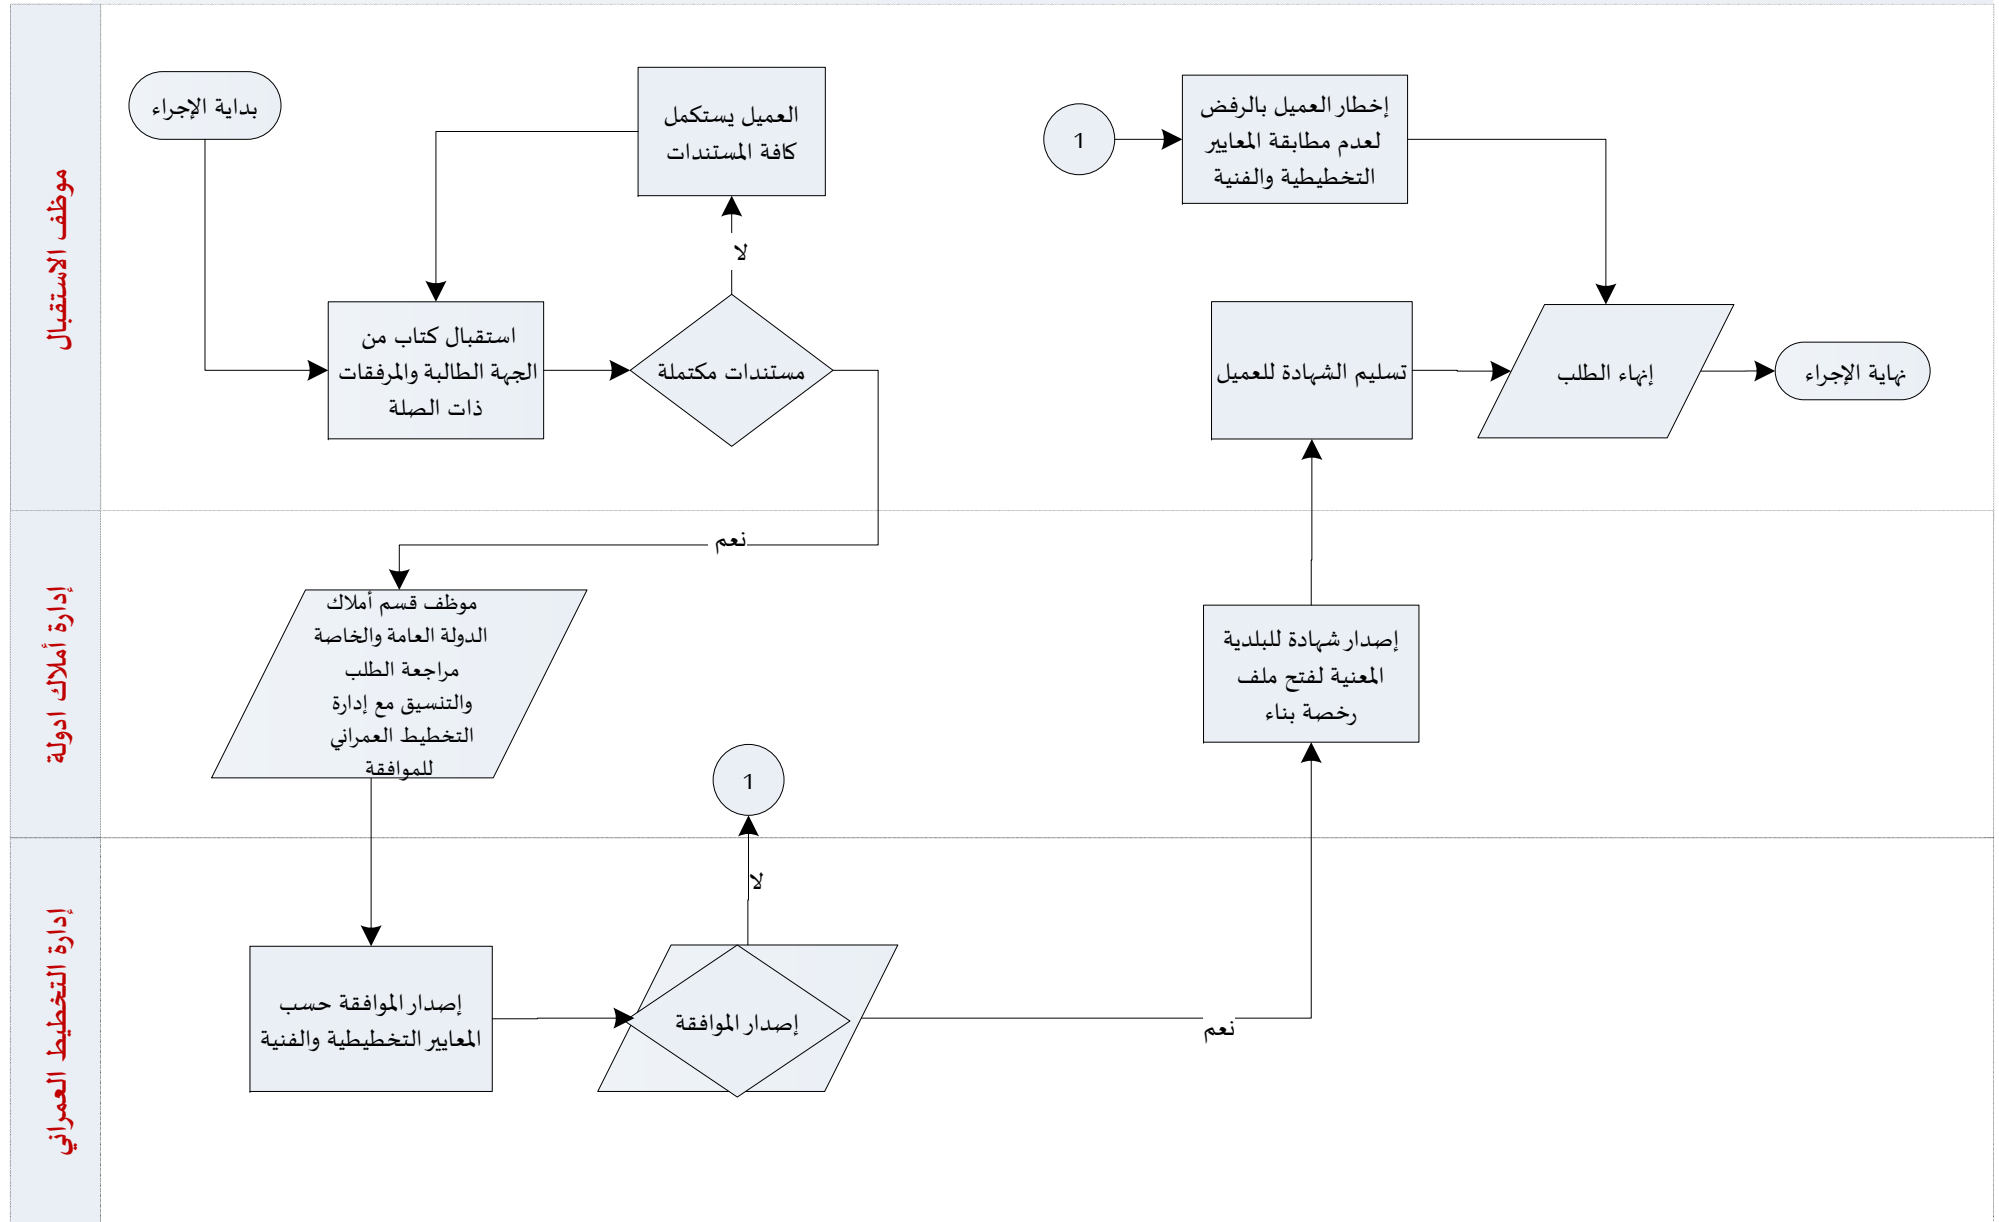 موظف الاستقبال
بداية الإجراء
العميل يستكمل
كافة المستندات
لا
استقبال كتاب من
الجهة الطالبة والمرفقات
ذات الصلة
مستندات مكتملة
نعم
1
إخطار العميل بالرفض
لعدم مطابقة المعايير
التخطيطية والفنية
تسليم الشهادة للعميل
إنهاء الطلب
نهاية الإجراء
إدارة أملاك ادولة
موظف قسم أملاك
الدولة العامة والخاصة
مراجعة الطلب
والتنسيق مع إدارة
التخطيط العمراني
للموافقة
1
إصدار شهادة للبلدية
المعنية لفتح ملف
رخصة بناء
إدارة التخطيط العمراني
إصدار الموافقة حسب
المعايير التخطيطية والفنية
لا
إصدار الموافقة
نعم